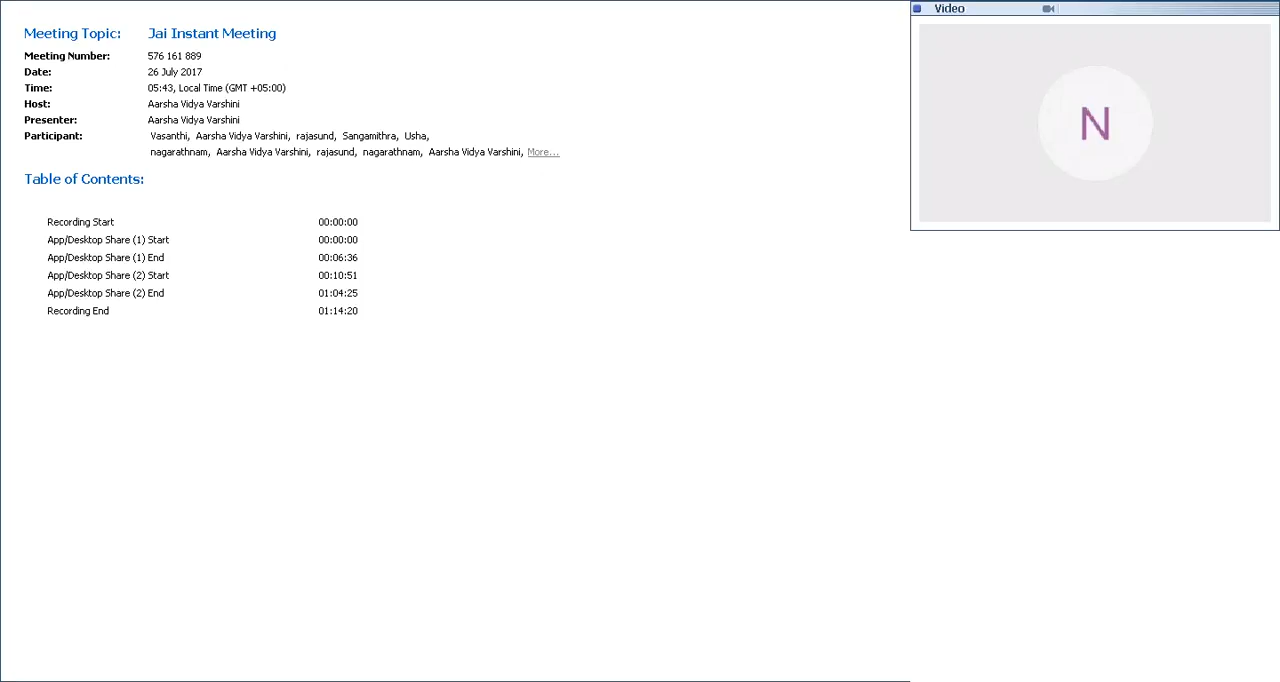 Meeting Topic: Jai Instant Meeting
Meeting Number: 576 161 889
Date: 26 July 2017
Time: 05:43, Local Time (GMT +05:00)
Host: Aarsha Vidya Varshini
Presenter: Aarsha Vidya Varshini
Participant: Vasanthi, Aarsha Vidya Varshini, rajasund, Sangamithra, Usha,
nagarathnam, Aarsha Vidya Varshini, rajasund, nagarathnam, Aarsha Vidya Varshini, More...
Table of Contents:
Recording Start 00:00:00
App/Desktop Share (1) Start 00:00:00
App/Desktop Share (1) End 00:06:36
App/Desktop Share (2) Start 00:10:51
App/Desktop Share (2) End 01:04:25
Recording End 01:14:20
Video
N